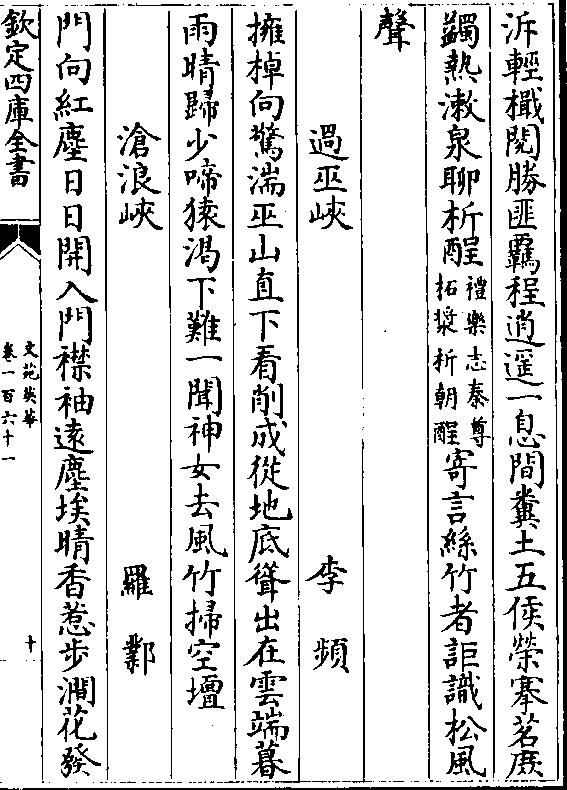 泝輕檝閱勝匪羈程逍遥一息間糞土五侯榮搴茗庋
蠲熱漱泉聊析酲禮樂志泰尊柘漿析朝酲寄言絲竹者詎識松風
聲
過巫峽 李頻
擁棹向驚湍巫山直下看削成從地底聳出在雲端暮
雨晴歸少啼猿渴下難一聞神女去風竹掃空壇
滄浪峽 羅鄴
門向紅塵日日開入門襟袖遠塵埃晴香惹步澗花發
欽定四庫全書
文苑英華
卷一百六十一
十